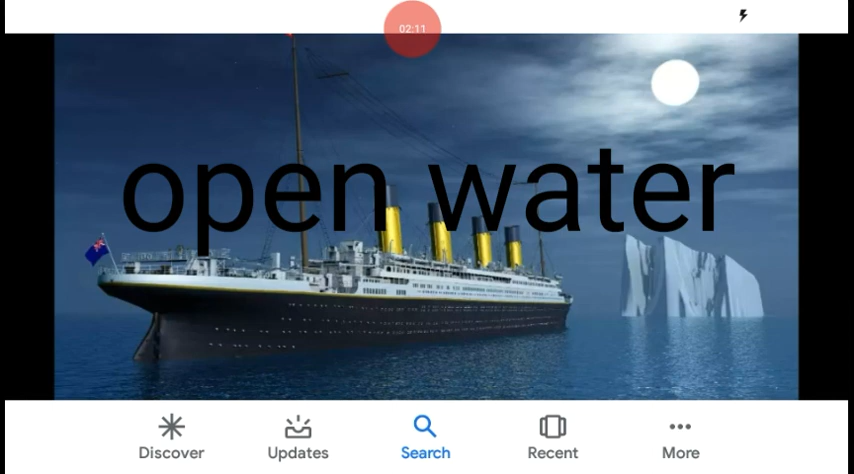 02:11
open water
Discover
Updates
Search
Recent
More